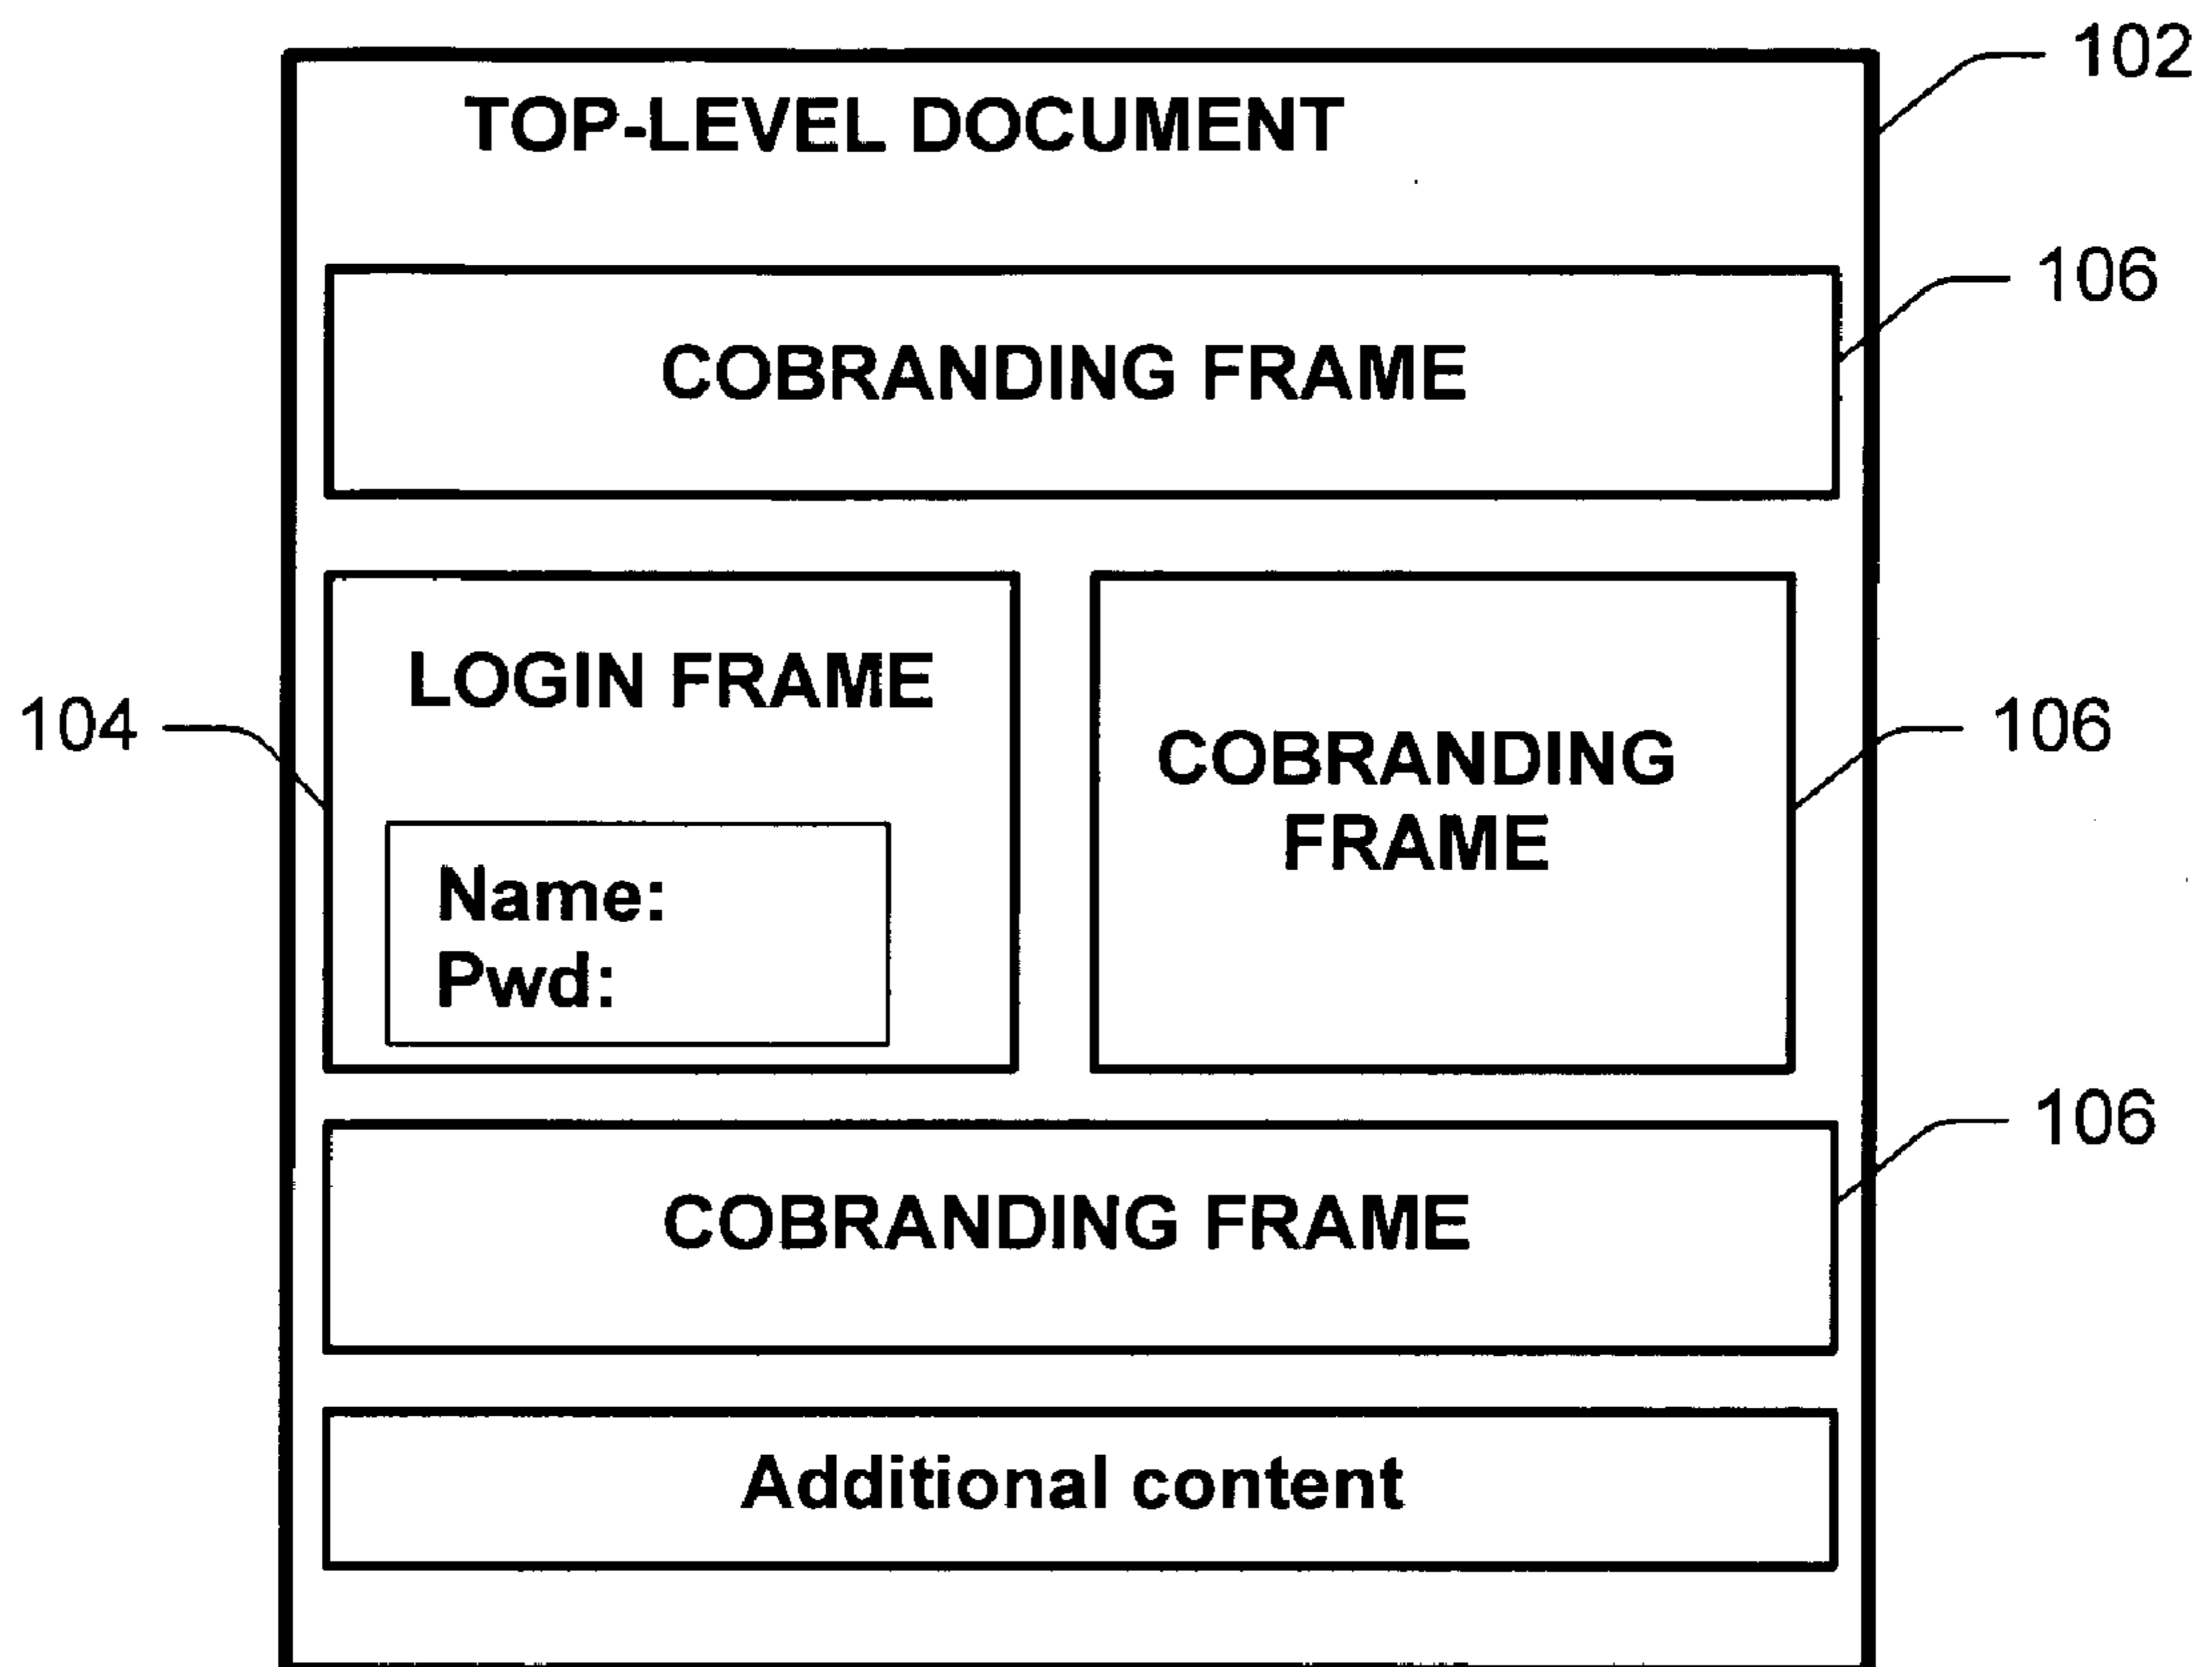 102
TOP-LEVEL DOCUMENT
106
COBRANDING FRAME
LOGIN FRAME
104
106
COBRANDING
FRAME
Name:
Pwd:
106
COBRANDING FRAME
Additional content